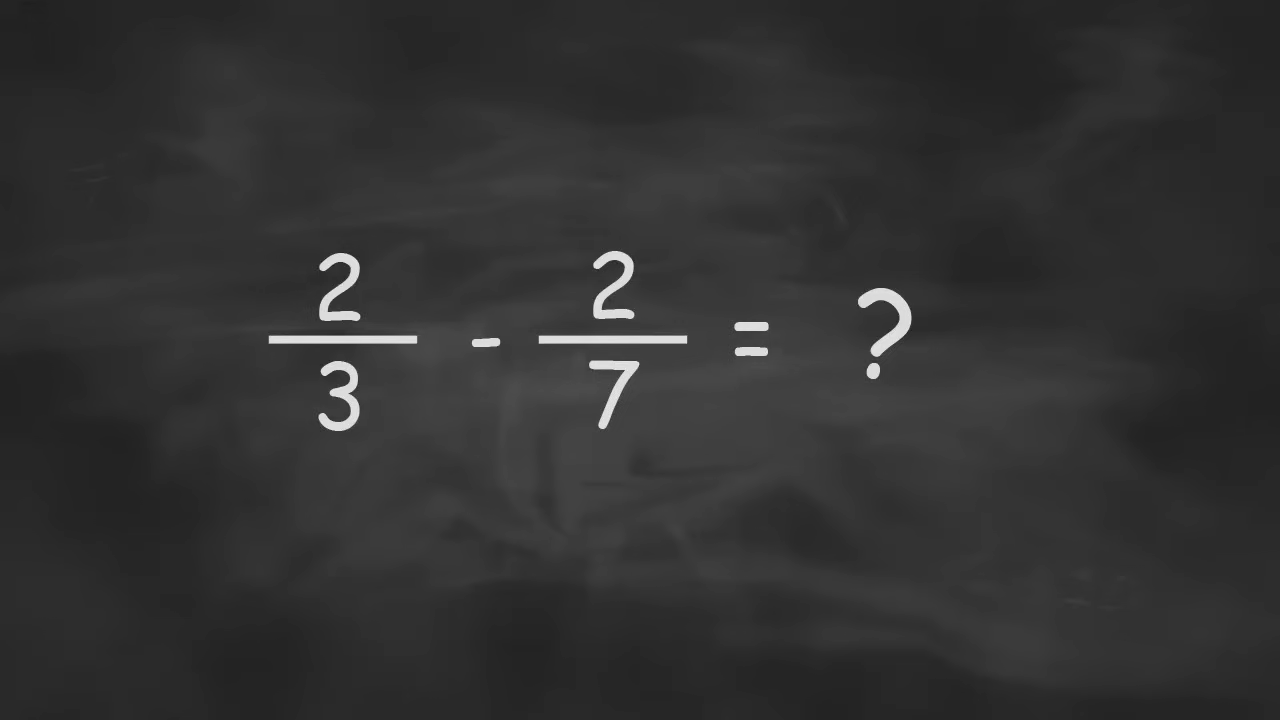 2/3 - 2/7 = ?